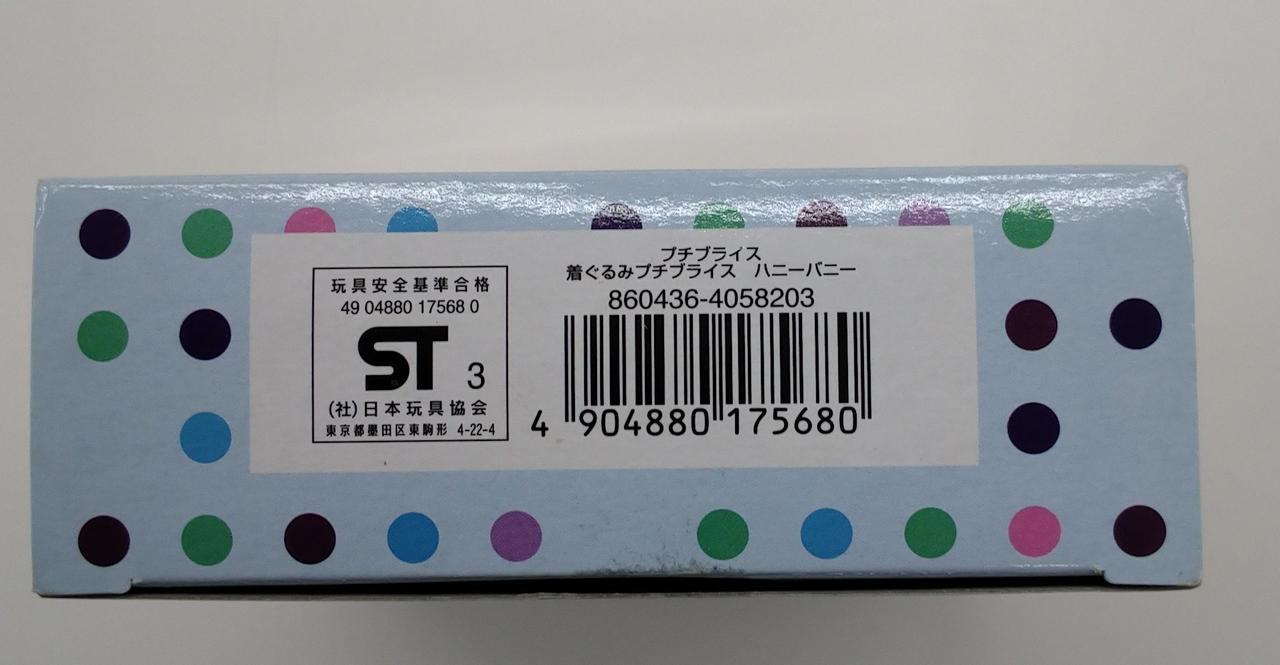 玩具安全基準合格
49 04880 17568 0
ST 3
(社)日本玩具協会
東京都墨田区東駒形 4-22-4
プチブライス
着ぐるみプチブライス ハニーバニー
860436-4058203
4 904880 175680